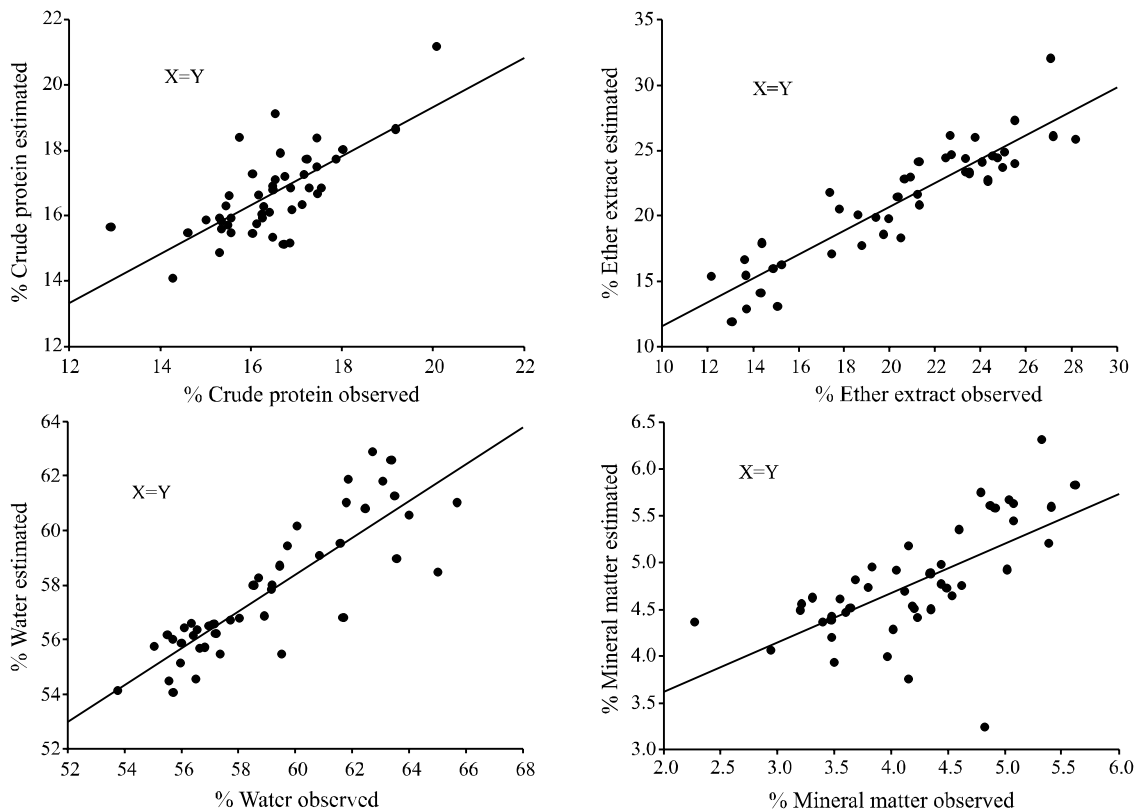 22
20
18
16
14
12
% Crude protein estimated
X=Y
12 14 16 18 20 22
% Crude protein observed
35
30
25
20
15
10
% Ether extract estimated
X=Y
10 12 14 16 18 20 22 24 26 28 30
% Ether extract observed
64
62
60
58
56
54
52
% Water estimated
X=Y
52 54 56 58 60 62 64 66 68
% Water observed
6.5
6.0
5.5
5.0
4.5
4.0
3.5
3.0
% Mineral matter estimated
X=Y
2.0 2.5 3.0 3.5 4.0 4.5 5.0 5.5 6.0
% Mineral matter observed